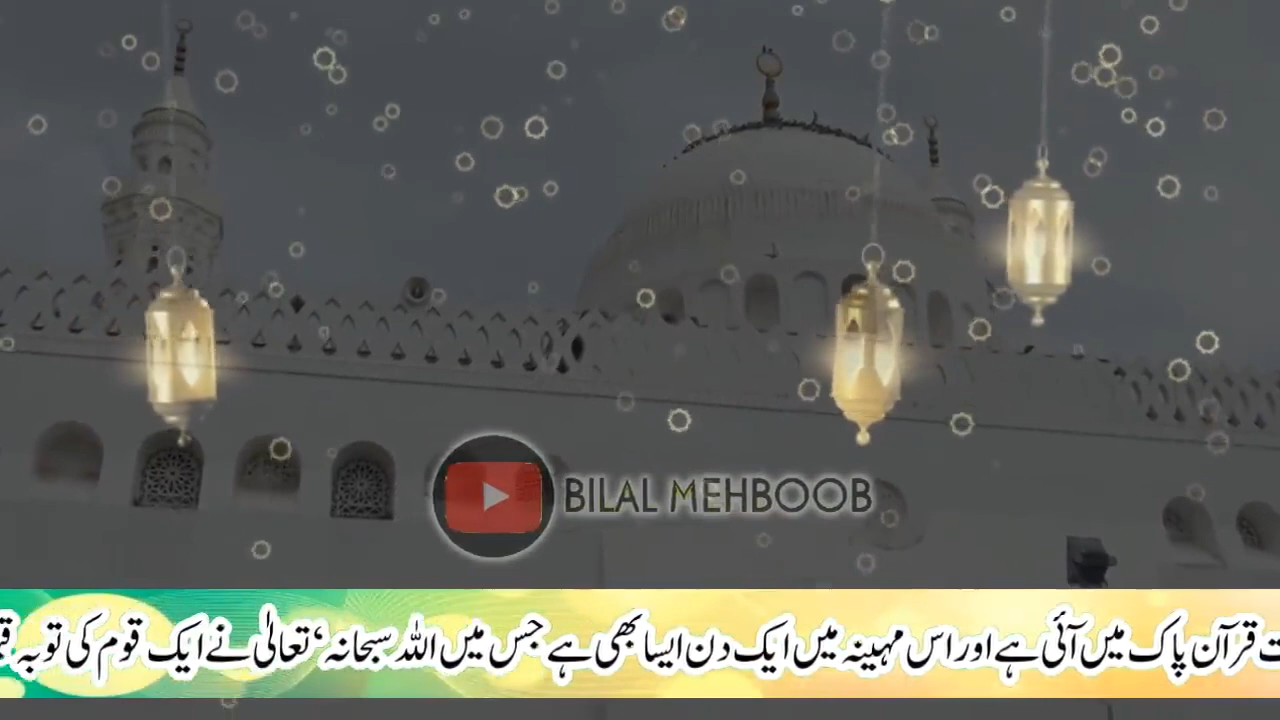 BILAL MEHBOOB
قرآن پاک میں آئی ہے اور اس مہینہ میں ایک دن ایسا بھی ہے جس میں اللہ سبحانہ‘ تعالیٰ نے ایک قوم کی توبہ